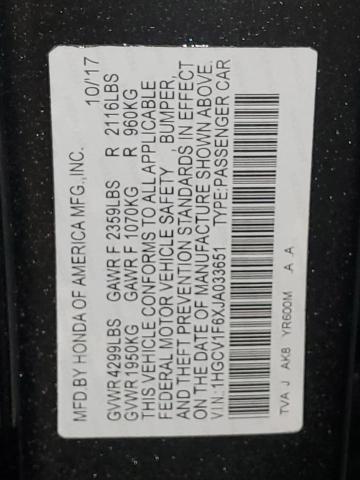 MFD.BY HONDA OF AMERICA MFG.,INC. 10/'17
GVWR 4299LBS GAWR F 2359LBS R 2116LBS
GVWR 1950KG GAWR F 1070KG R 960KG
THIS VEHICLE CONFORMS TO ALL APPLICABLE
FEDERAL MOTOR VEHICLE SAFETY , BUMPER,
AND THEFT PREVENTION STANDARDS IN EFFECT
ON THE DATE OF MANUFACTURE SHOWN ABOVE.
VIN: 1HGCV1F6XJA033651 TYPE:PASSENGER CAR
TVA J AK8 YR600M A A